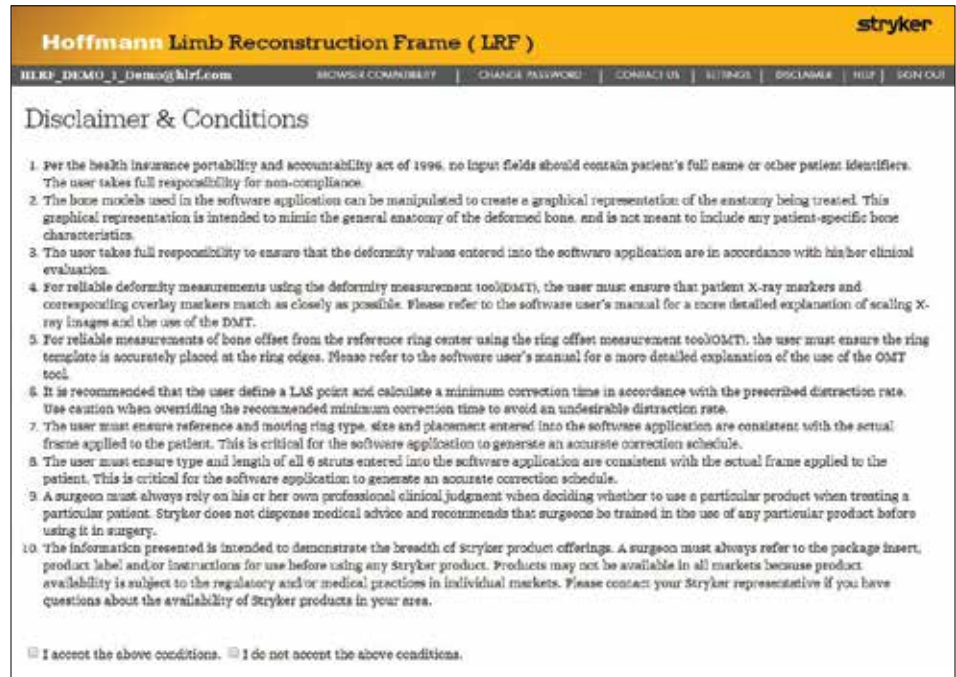 stryker
Hoffmann Limb Reconstruction Frame ( LRF )
HLRF_DEMO_1_Demo@hlrf.com BROWSER COMPATIBILITY | CHANGE PASSWORD | CONTACT US | SETTINGS | DISCLAIMER | HELP | SIGN OUT
Disclaimer & Conditions
1. Per the health insurance portability and accountability act of 1996, no input fields should contain patient's full name or other patient identifiers.
The user takes full responsibility for non-compliance.
2. The bone models used in the software application can be manipulated to create a graphical representation of the anatomy being treated. This
graphical representation is intended to mimic the general anatomy of the deformed bone, and is not meant to include any patient-specific bone
characteristics.
3. The user takes full responsibility to ensure that the deformity values entered into the software application are in accordance with his/her clinical
evaluation.
4. For reliable deformity measurements using the deformity measurement tool(DMT), the user must ensure that patient X-ray markers and
corresponding overlay markers match as closely as possible. Please refer to the software user's manual for a more detailed explanation of scaling X-
ray images and the use of the DMT.
5. For reliable measurements of bone offset from the reference ring center using the ring offset measurement tool(OMT), the user must ensure the ring
template is accurately placed at the ring edges. Please refer to the software user's manual for a more detailed explanation of the use of the OMT
tool.
6. It is recommended that the user define a LAS point and calculate a minimum correction time in accordance with the prescribed distraction rate.
Use caution when overriding the recommended minimum correction time to avoid an undesirable distraction rate.
7. The user must ensure reference and moving ring type, size and placement entered into the software application are consistent with the actual
frame applied to the patient. This is critical for the software application to generate an accurate correction schedule.
8. The user must ensure type and length of all 6 struts entered into the software application are consistent with the actual frame applied to the
patient. This is critical for the software application to generate an accurate correction schedule.
9. A surgeon must always rely on his or her own professional clinical judgment when deciding whether to use a particular product when treating a
particular patient. Stryker does not dispense medical advice and recommends that surgeons be trained in the use of any particular product before
using it in surgery.
10. The information presented is intended to demonstrate the breadth of Stryker product offerings. A surgeon must always refer to the package insert,
product label and/or instructions for use before using any Stryker product. Products may not be available in all markets because product
availability is subject to the regulatory and/or medical practices in individual markets. Please contact your Stryker representative if you have
questions about the availability of Stryker products in your area.
I accept the above conditions. I do not accept the above conditions.